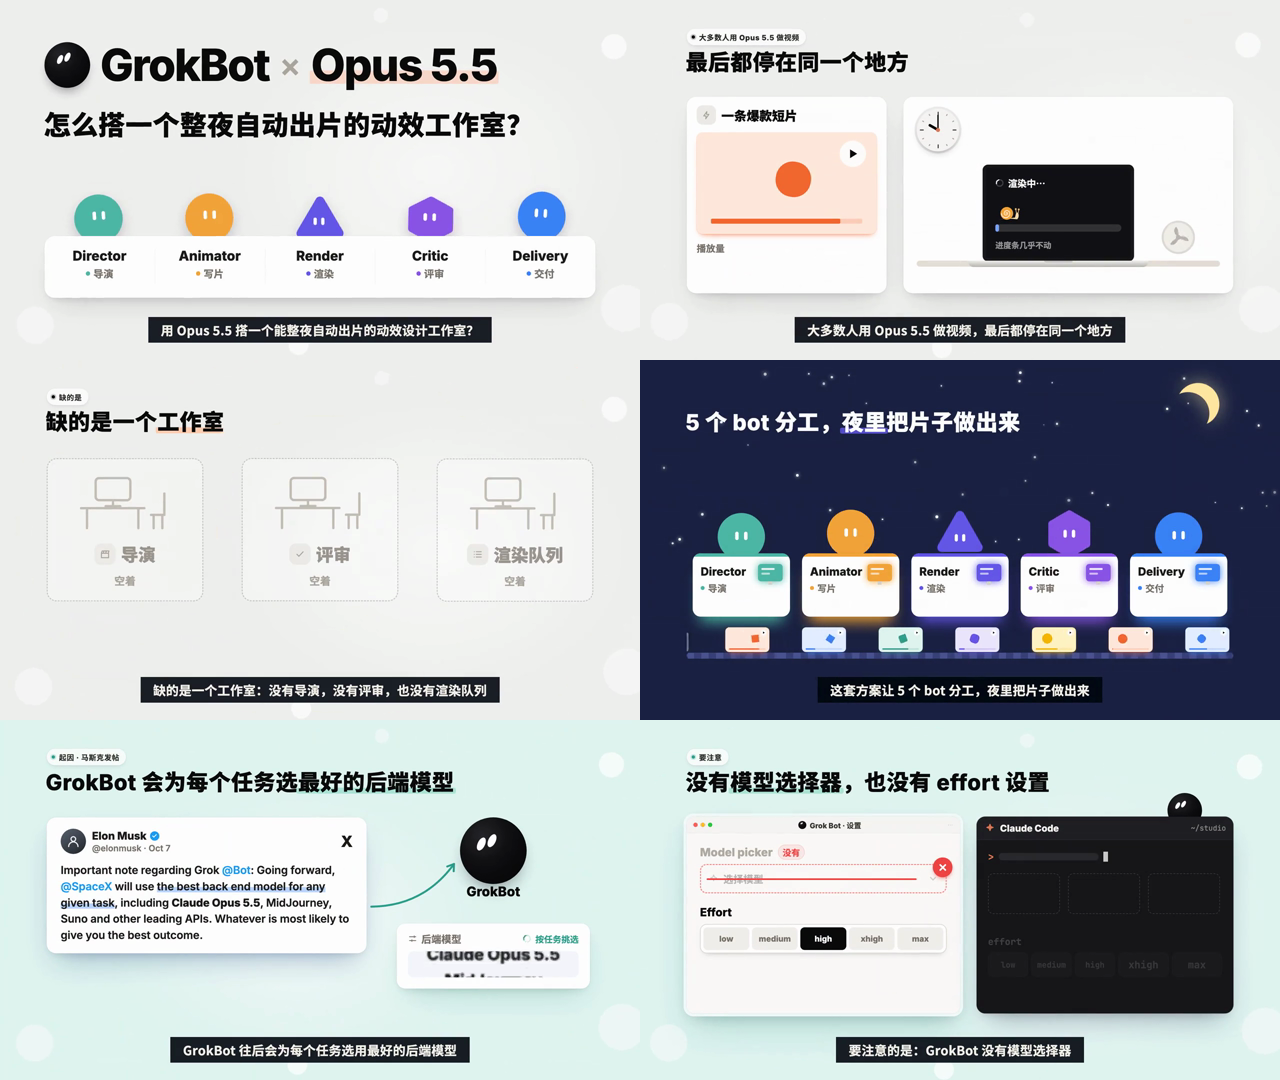 GrokBot × Opus 5.5
怎么搭一个整夜自动出片的动效工作室？
Director
导演
Animator
写片
Render
渲染
Critic
评审
Delivery
交付
用 Opus 5.5 搭一个能整夜自动出片的动效设计工作室？
大多数人用 Opus 5.5 做视频
最后都停在同一个地方
一条爆款短片
播放量
渲染中···
进度条几乎不动
大多数人用 Opus 5.5 做视频，最后都停在同一个地方
缺的是
缺的是一个工作室
导演
空着
评审
空着
渲染队列
空着
缺的是一个工作室：没有导演，没有评审，也没有渲染队列
5 个 bot 分工，夜里把片子做出来
Director
导演
Animator
写片
Render
渲染
Critic
评审
Delivery
交付
这套方案让 5 个 bot 分工，夜里把片子做出来
起因 · 马斯克发帖
GrokBot 会为每个任务选最好的后端模型
Elon Musk
@elonmusk · Oct 7
X
Important note regarding Grok @Bot: Going forward,
@SpaceX will use the best back end model for any
given task, including Claude Opus 5.5, MidJourney,
Suno and other leading APIs. Whatever is most likely to
give you the best outcome.
GrokBot
后端模型
按任务挑选
Claude Opus 5.5
MidJourney
GrokBot 往后会为每个任务选用最好的后端模型
要注意
没有模型选择器，也没有 effort 设置
Grok Bot · 设置
Model picker 没有
选择模型
Effort
low medium high xhigh max
Claude Code
~/studio
>
effort
low medium high xhigh max
要注意的是：GrokBot 没有模型选择器